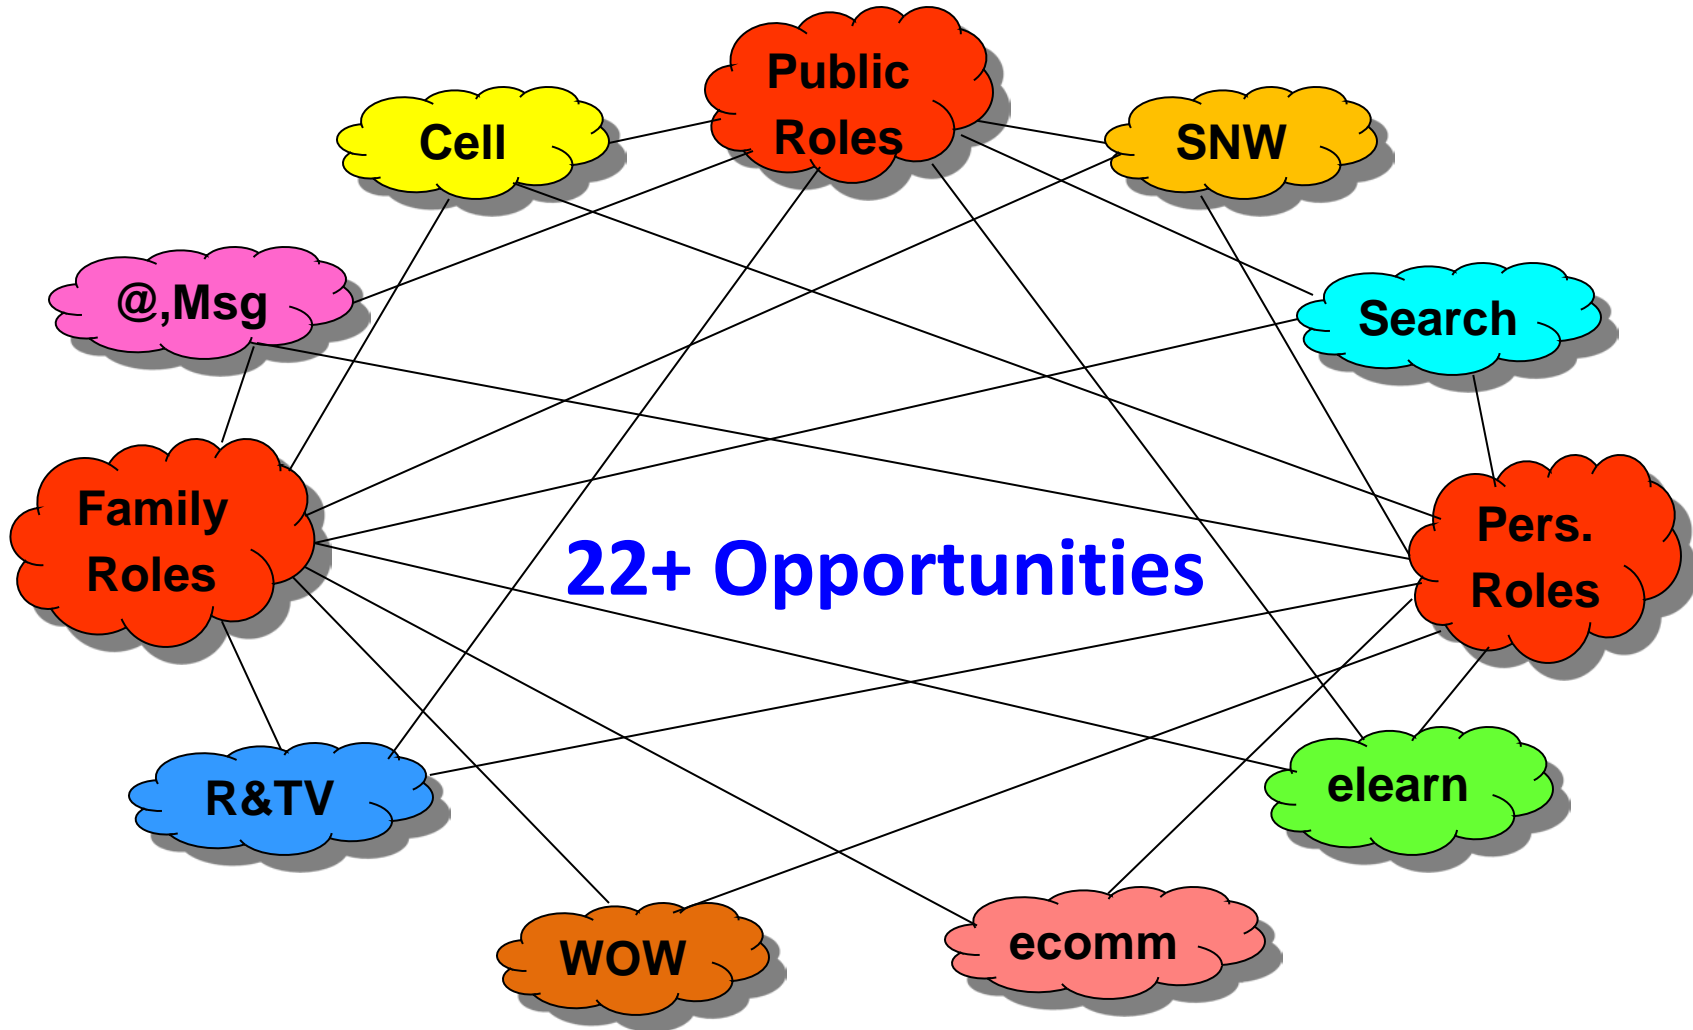 Public
Roles
Cell
SNW
@,Msg
Search
Family
Roles
22+ Opportunities
Pers.
Roles
R&TV
elearn
WOW
ecomm